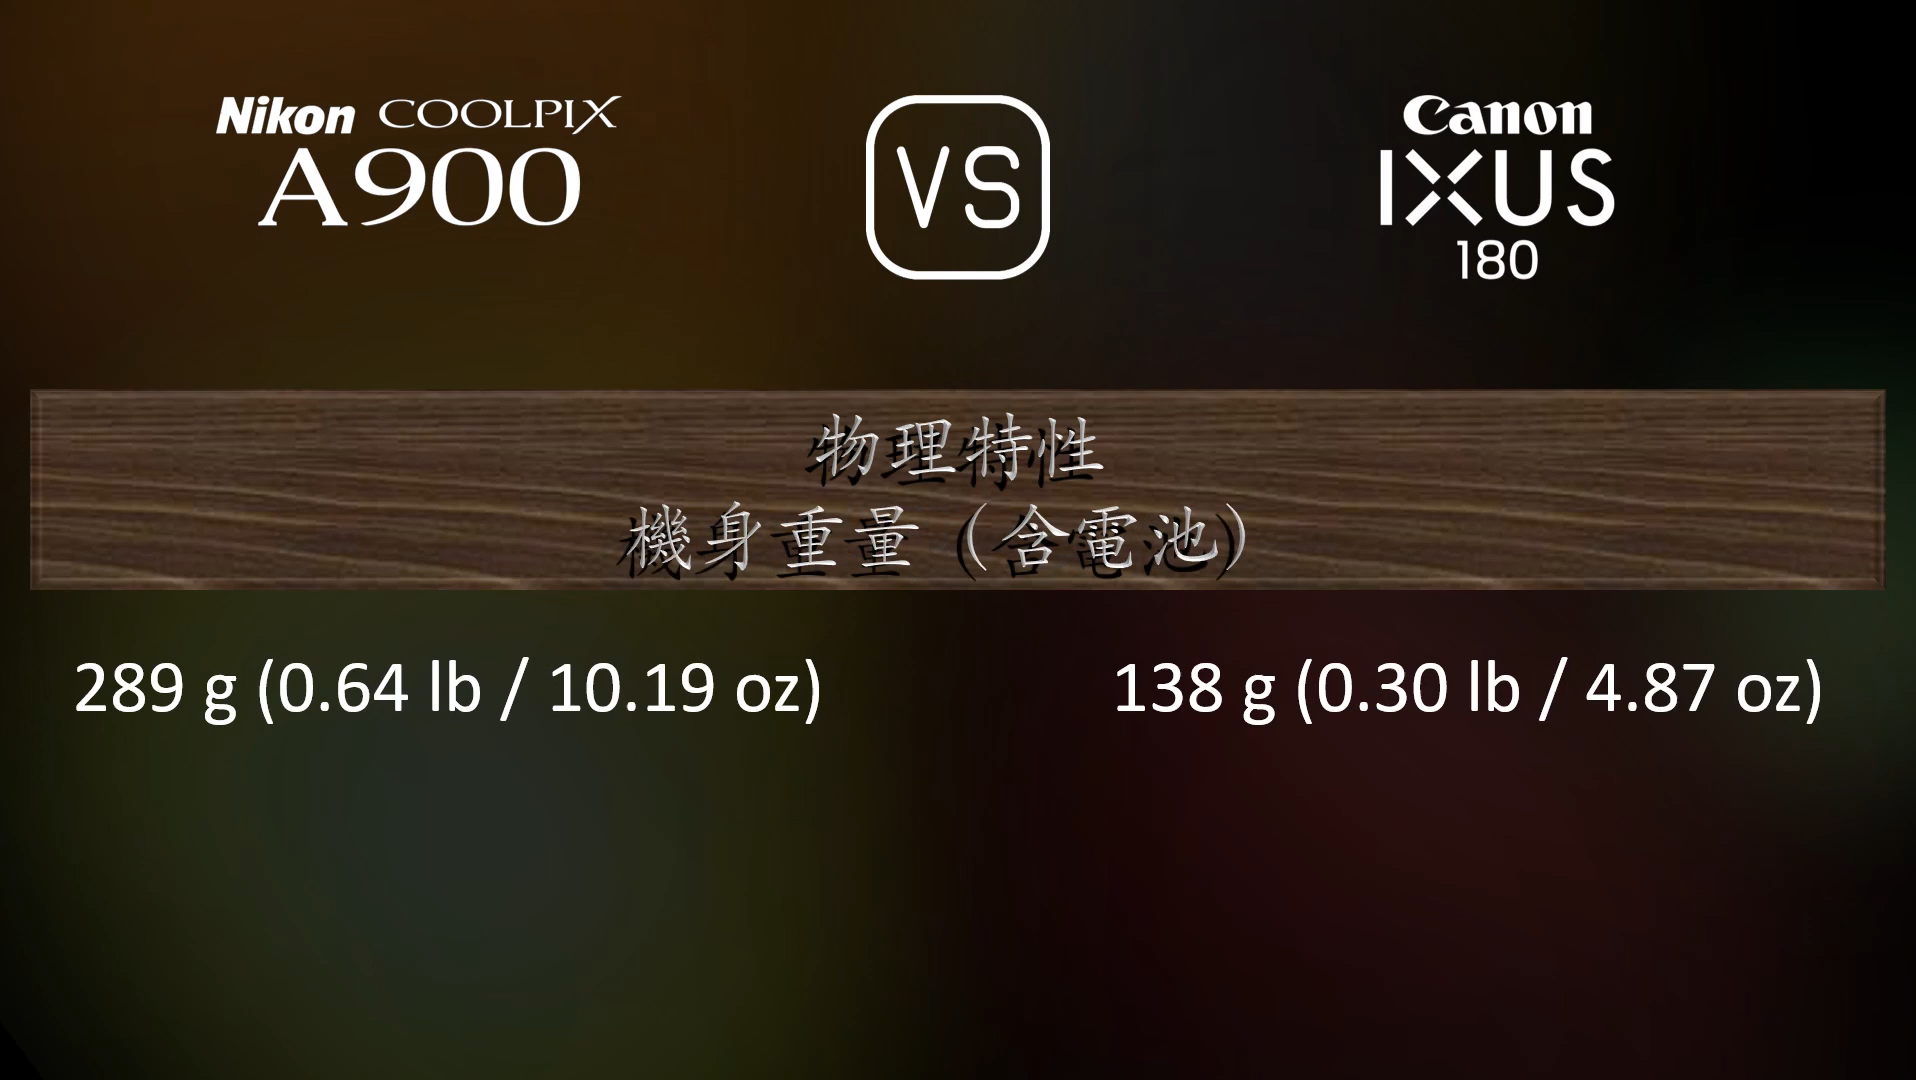 Nikon COOLPIX
A900
VS
Canon
IXUS
180
物理特性
機身重量（含電池）
289 g (0.64 lb / 10.19 oz)
138 g (0.30 lb / 4.87 oz)